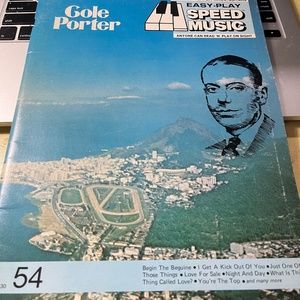 Cole
Porter
EASY-PLAY
SPEED
MUSIC
ANYONE CAN READ 'N' PLAY ON SIGHT!
54
Begin The Beguine • I Get A Kick Out Of You • Just One Of
Those Things • Love For Sale • Night And Day • What Is Th
Thing Called Love? • You're The Top • and many more